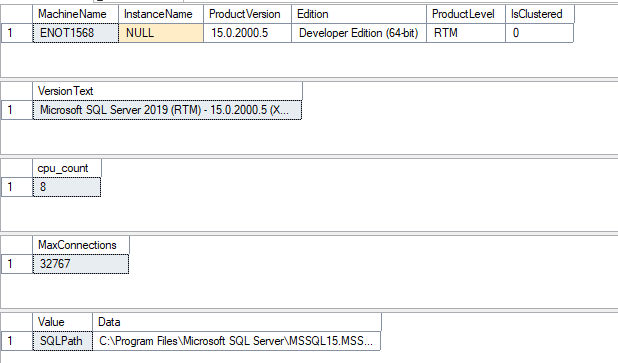 MachineName InstanceName ProductVersion Edition ProductLevel IsClustered
1 ENOT1568 NULL 15.0.2000.5 Developer Edition (64-bit) RTM 0
VersionText
1 Microsoft SQL Server 2019 (RTM) - 15.0.2000.5 (X...
cpu_count
1 8
MaxConnections
1 32767
Value Data
1 SQLPath C:\Program Files\Microsoft SQL Server\MSSQL15.MSS...